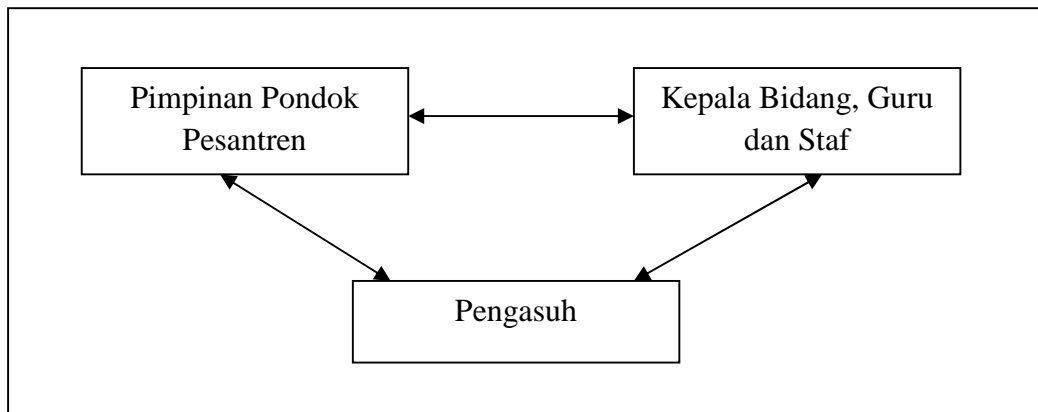 Pimpinan Pondok
Pesantren
Kepala Bidang, Guru
dan Staf
Pengasuh